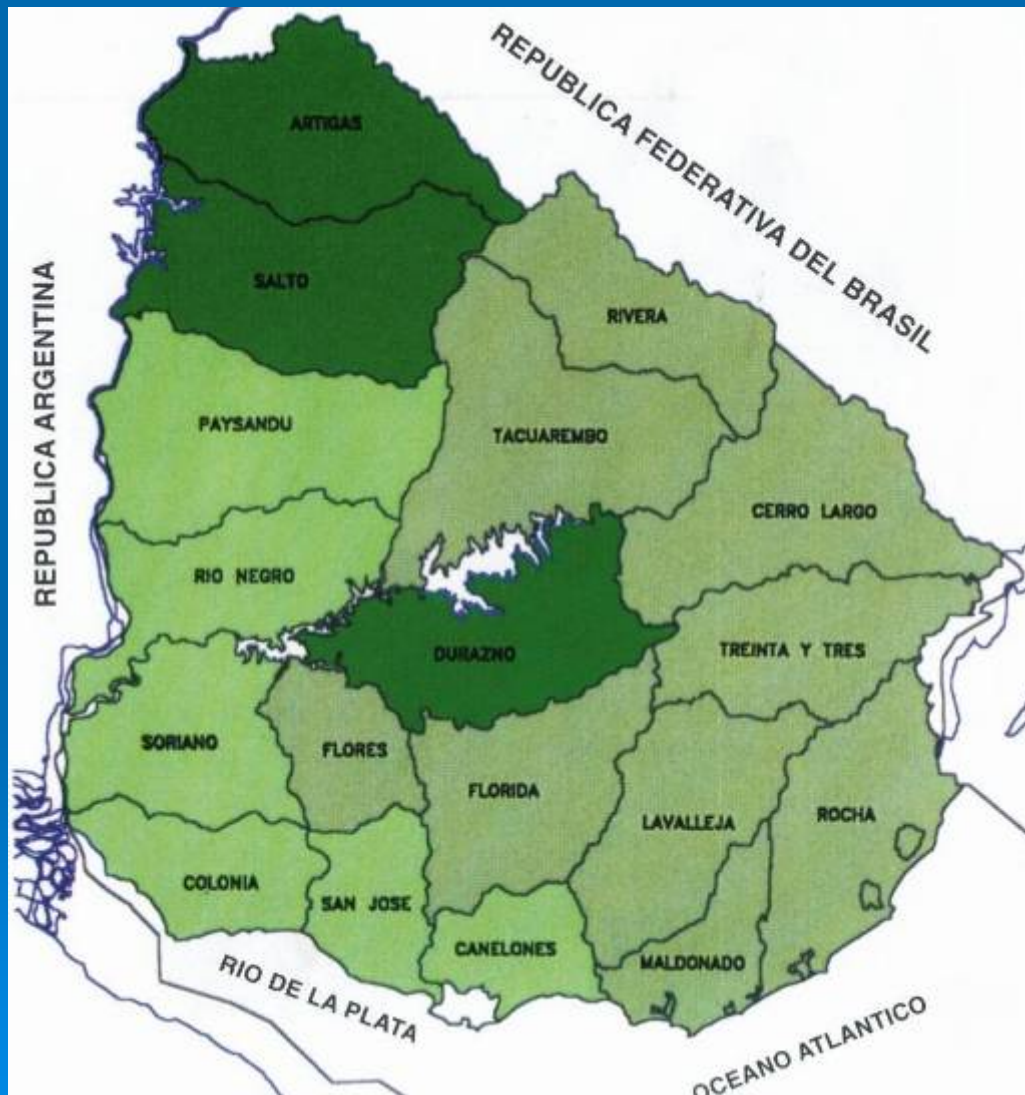 REPUBLICA FEDERATIVA DEL BRASIL
ARTIGAS
SALTO
RIVERA
REPUBLICA ARGENTINA
PAYSANDU
TACUAREMBO
CERRO LARGO
RIO NEGRO
DURAZNO
TREINTA Y TRES
SORIANO
FLORES
FLORIDA
LAVALLEJA
ROCHA
COLONIA
SAN JOSE
CANELONES
MALDONADO
RIO DE LA PLATA
OCEANO ATLANTICO